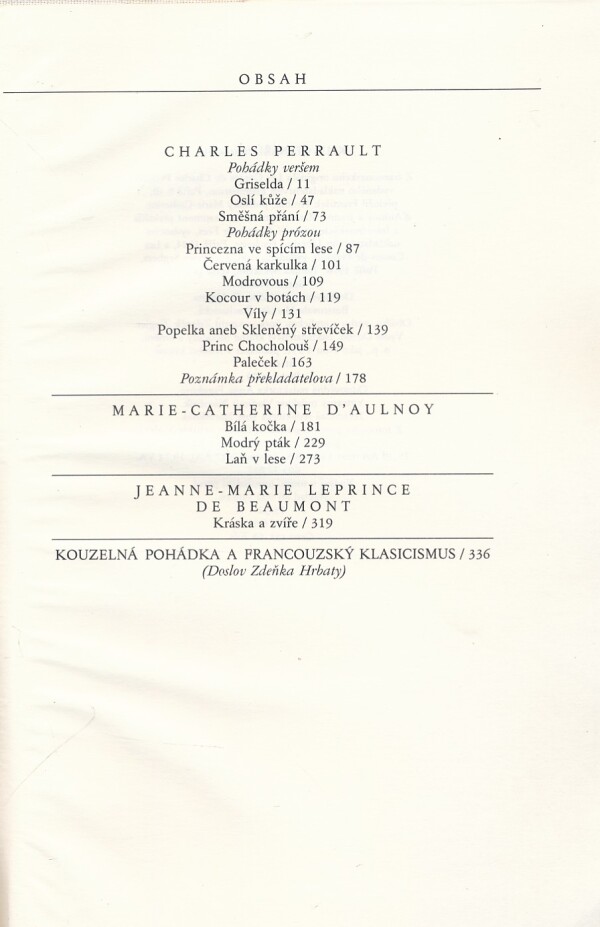 OBSAH
CHARLES PERRAULT
Pohádky veršem
Griselda / 11
Oslí kůže / 47
Směšná přání / 73
Pohádky prózou
Princezna ve spícím lese / 87
Červená karkulka / 101
Modrovous / 109
Kocour v botách / 119
Víly / 131
Popelka aneb Skleněný střevíček / 139
Princ Chocholouš / 149
Paleček / 163
Poznámka překladatelova / 178
MARIE-CATHERINE D'AULNOY
Bílá kočka / 181
Modrý pták / 229
Laň v lese / 273
JEANNE-MARIE LEPRINCE
DE BEAUMONT
Kráska a zvíře / 319
KOUZELNÁ POHÁDKA A FRANCOUZSKÝ KLASICISMUS / 336
(Doslov Zdeňka Hrbaty)